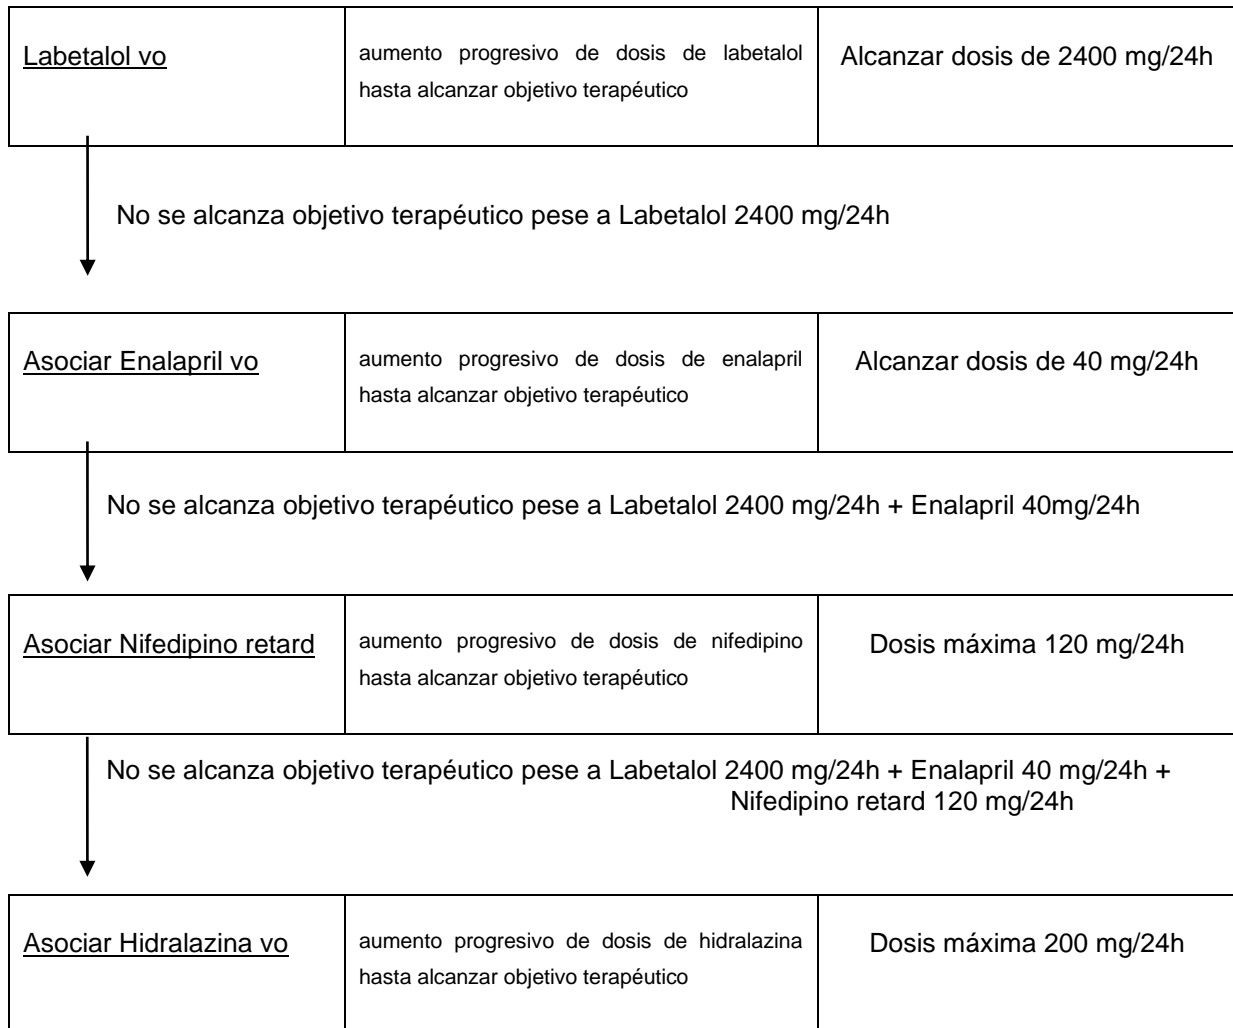 Labetalol vo
aumento progresivo de dosis de labetalol
hasta alcanzar objetivo terapéutico
Alcanzar dosis de 2400 mg/24h
No se alcanza objetivo terapéutico pese a Labetalol 2400 mg/24h
Asociar Enalapril vo
aumento progresivo de dosis de enalapril
hasta alcanzar objetivo terapéutico
Alcanzar dosis de 40 mg/24h
No se alcanza objetivo terapéutico pese a Labetalol 2400 mg/24h + Enalapril 40mg/24h
Asociar Nifedipino retard
aumento progresivo de dosis de nifedipino
hasta alcanzar objetivo terapéutico
Dosis máxima 120 mg/24h
No se alcanza objetivo terapéutico pese a Labetalol 2400 mg/24h + Enalapril 40 mg/24h +
Nifedipino retard 120 mg/24h
Asociar Hidralazina vo
aumento progresivo de dosis de hidralazina
hasta alcanzar objetivo terapéutico
Dosis máxima 200 mg/24h